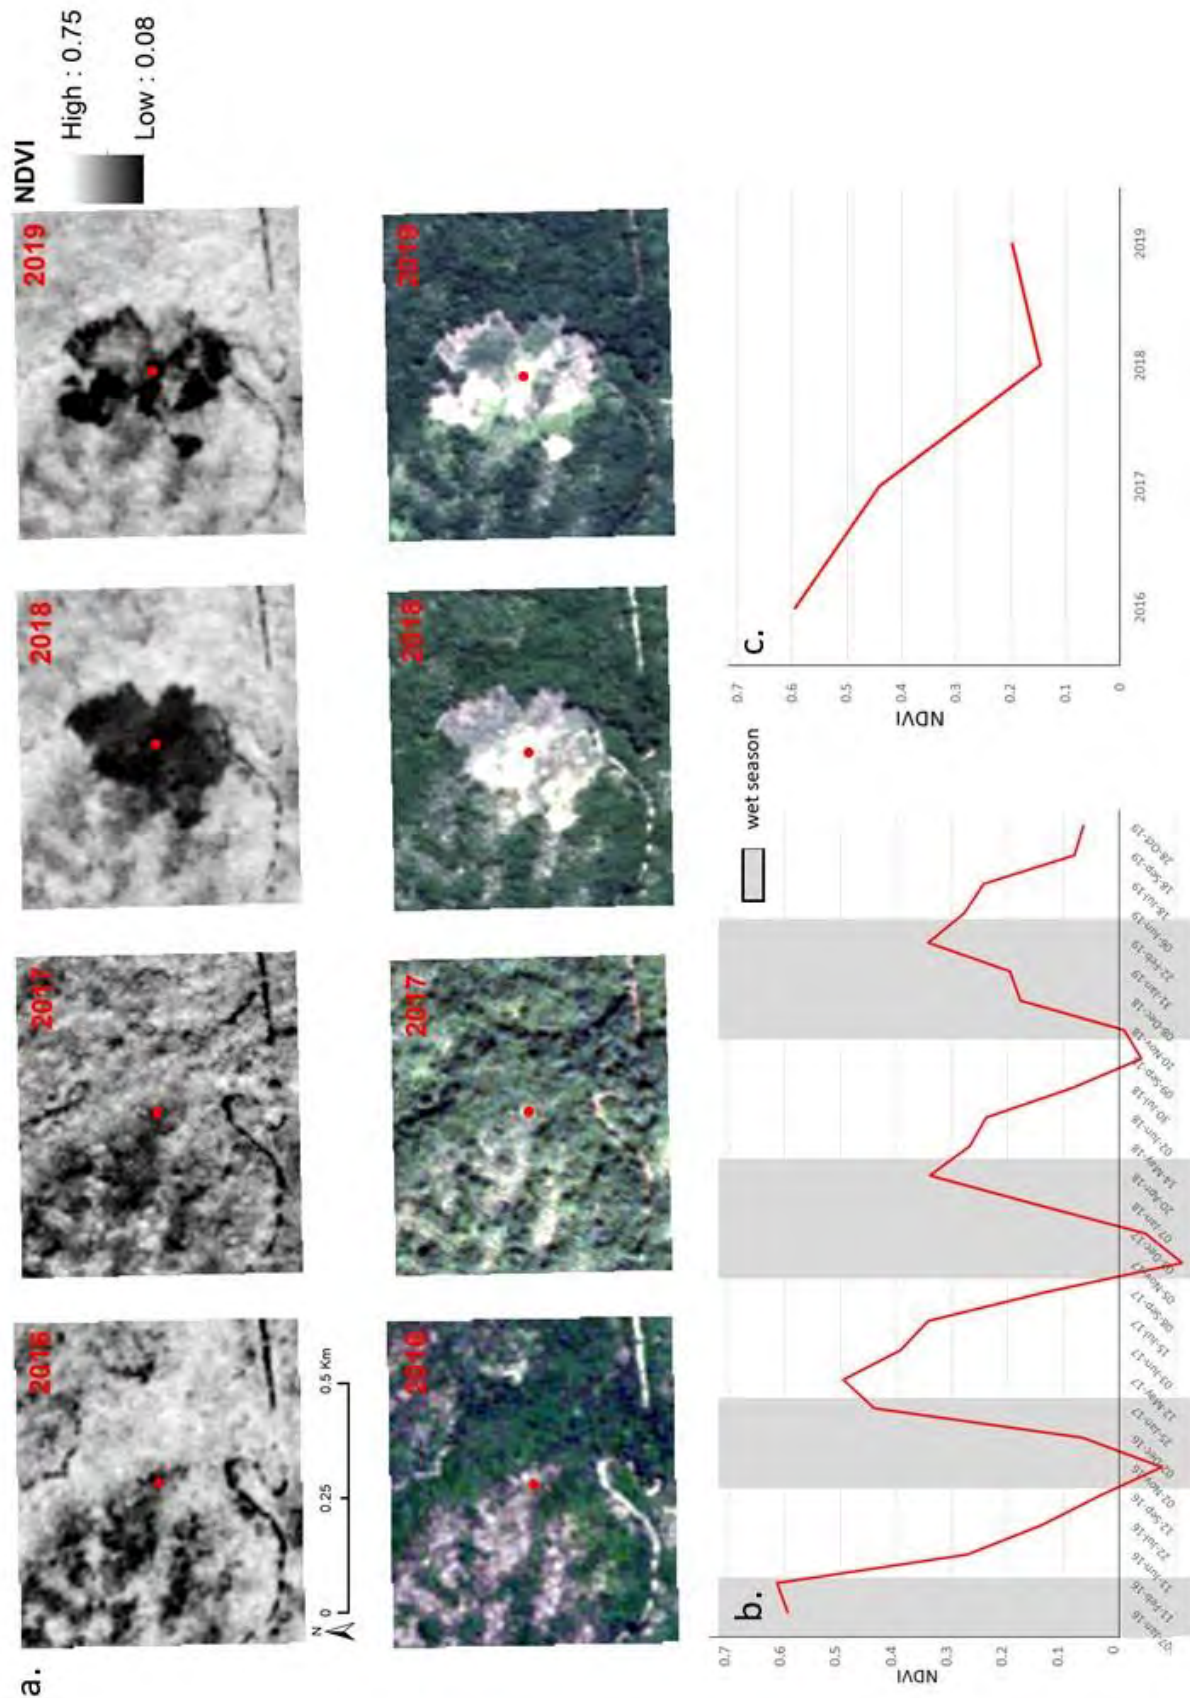 a.
2016
2017
2018
2019
NDVI
High : 0.75
Low : 0.08
N
0
0.25
0.5 Km
2016
2017
2018
2019
b.
wet season
NDVI
0.7
0.6
0.5
0.4
0.3
0.2
0.1
0
07-Jan-16
11-Feb-16
22-Jul-16
12-Sep-16
02-Nov-16
02-Dec-16
25-Jan-17
12-May-17
03-Jun-17
15-Jul-17
08-Sep-17
05-Nov-17
07-Jan-18
20-Apr-18
14-May-18
02-Jun-18
30-Jul-18
09-Sep-18
10-Nov-18
08-Dec-18
31-Jan-19
22-Feb-19
06-Jun-19
18-Jul-19
18-Sep-19
28-Oct-19
c.
NDVI
0.7
0.6
0.5
0.4
0.3
0.2
0.1
0
2016
2017
2018
2019